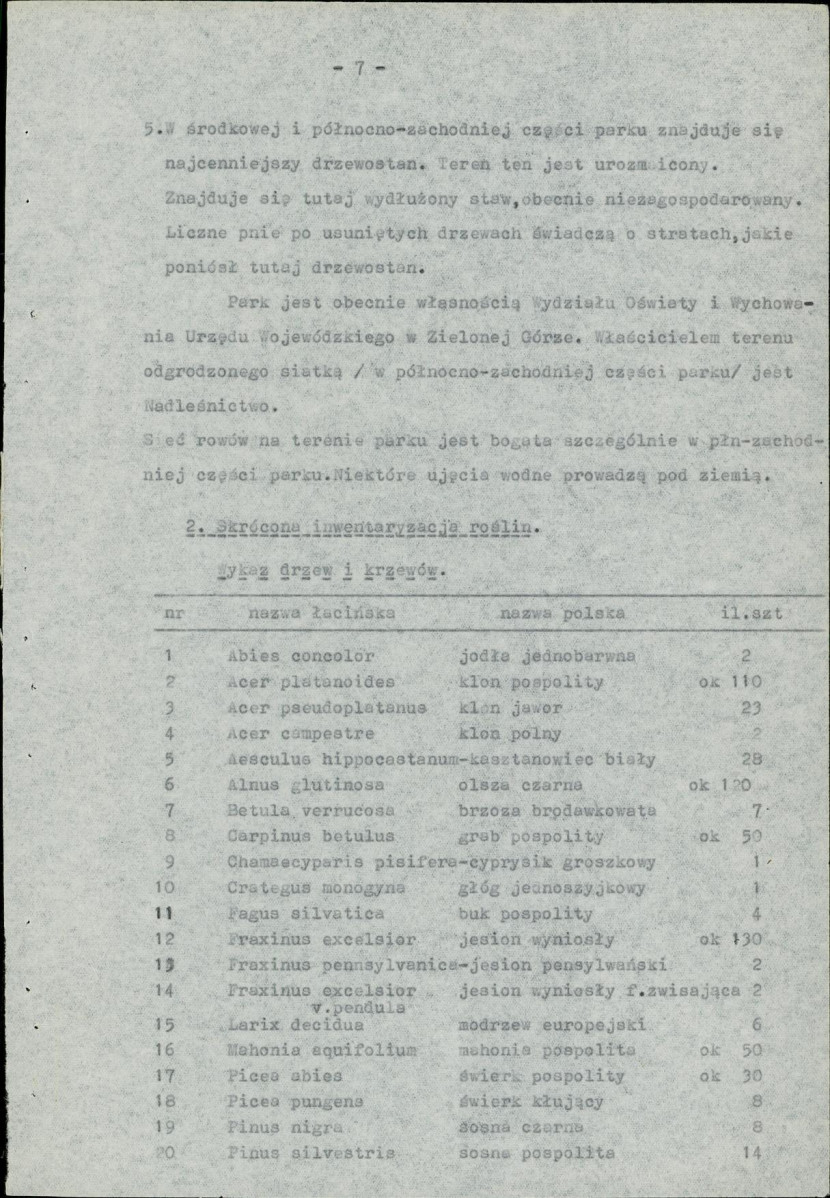 - 7 -
5.W środkowej i północno-zachodniej części parku znajduje się
najcenniejszy drzewostan. Teren ten jest urozmaicony.
Znajduje się tutaj wydłużony staw,obecnie niezagospodarowany.
Liczne pnie po usuniętych drzewach świadczą o stratach,jakie
poniósł tutaj drzewostan.
Park jest obecnie własnością Wydziału Oświaty i Wychowa-
nia Urzędu Wojewódzkiego w Zielonej Górze. Właścicielem terenu
odgrodzonego siatką / w północno-zachodniej części parku/ jest
Nadleśnictwo.
Sieć rowów na terenie parku jest bogata szczególnie w płn-zachod-
niej części parku.Niektóre ujęcia wodne prowadzą pod ziemią.
2. Skrócona inwentaryzacja roślin.
Wykaz drzew i krzewów.
nr nazwa łacińska nazwa polska il.szt
1 Abies concolor jodła jednobarwna 2
2 Acer platanoides klon pospolity ok 110
3 Acer pseudoplatanus klon jawor 23
4 Acer campestre klon polny 2
5 Aesculus hippocastanum-kasztanowiec biały 28
6 Alnus glutinosa olsza czarna ok 120
7 Betula verrucosa brzoza brodawkowata 7
8 Carpinus betulus grab pospolity ok 50
9 Chamaecyparis pisifera-cyprysik groszkowy 1
10 Crategus monogyna głóg jednoszyjkowy 1
11 Fagus silvatica buk pospolity 4
12 Fraxinus excelsior jesion wyniosły ok 130
13 Fraxinus pennsylvanica-jesion pensylwański 2
14 Fraxinus excelsior jesion wyniosły f.zwisająca 2
v.pendula
15 Larix decidua modrzew europejski 6
16 Mahonia aquifolium mahonia pospolita ok 50
17 Picea abies świerk pospolity ok 30
18 Picea pungens świerk kłujący 8
19 Pinus nigra sosna czarna 8
20 Pinus silvestris sosna pospolita 14